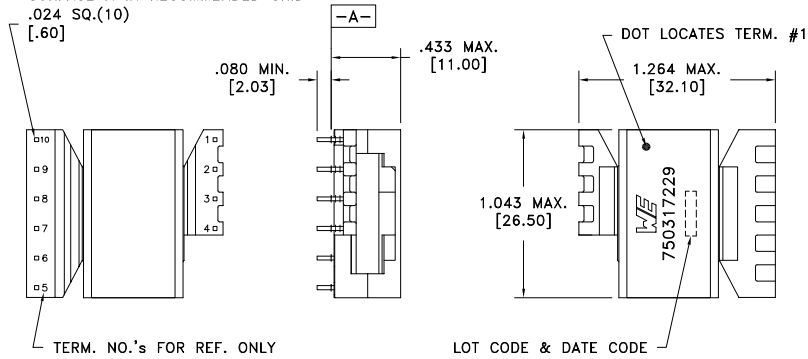 .024 SQ.(10)
[.60]
-A-
.433 MAX.
[11.00]
.080 MIN.
[2.03]
DOT LOCATES TERM. #1
1.264 MAX.
[32.10]
10
9
8
7
6
5
1
2
3
4
1.043 MAX.
[26.50]
WE
750317229
TERM. NO.'s FOR REF. ONLY
LOT CODE & DATE CODE